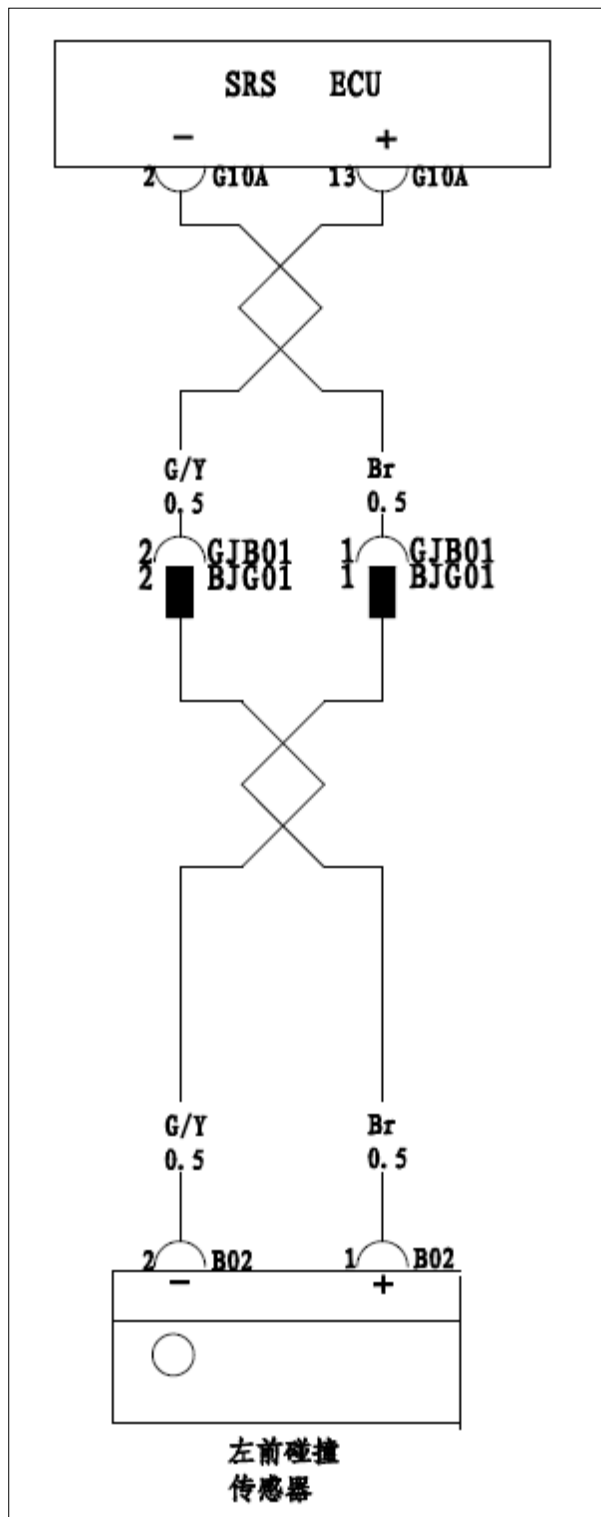 SRS ECU
− +
2 G10A 13 G10A
G/Y Br
0.5 0.5
2 GJB01 1 GJB01
2 BJG01 1 BJG01
G/Y Br
0.5 0.5
2 B02 1 B02
− +
左前碰撞
传感器